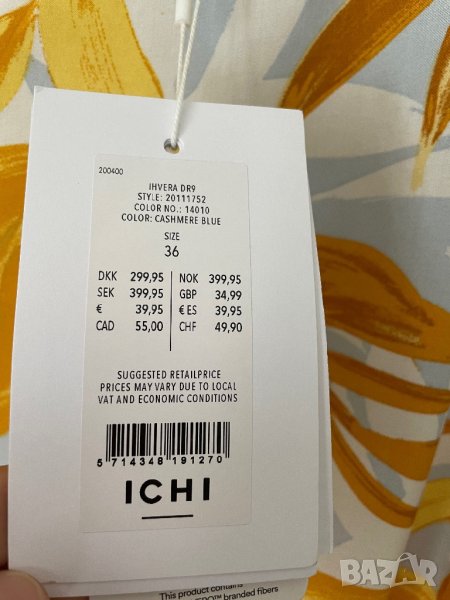 200400
IHVERA DR9
STYLE: 20111752
COLOR NO.: 14010
COLOR: CASHMERE BLUE
SIZE
36
DKK 299,95 NOK 399,95
SEK 399,95 GBP 34,99
€ 39,95 € ES 39,95
CAD 55,00 CHF 49,90
SUGGESTED RETAILPRICE
PRICES MAY VARY DUE TO LOCAL
VAT AND ECONOMIC CONDITIONS
5 714348 191270
ICHI
This product contains
branded fibers
BAZAR